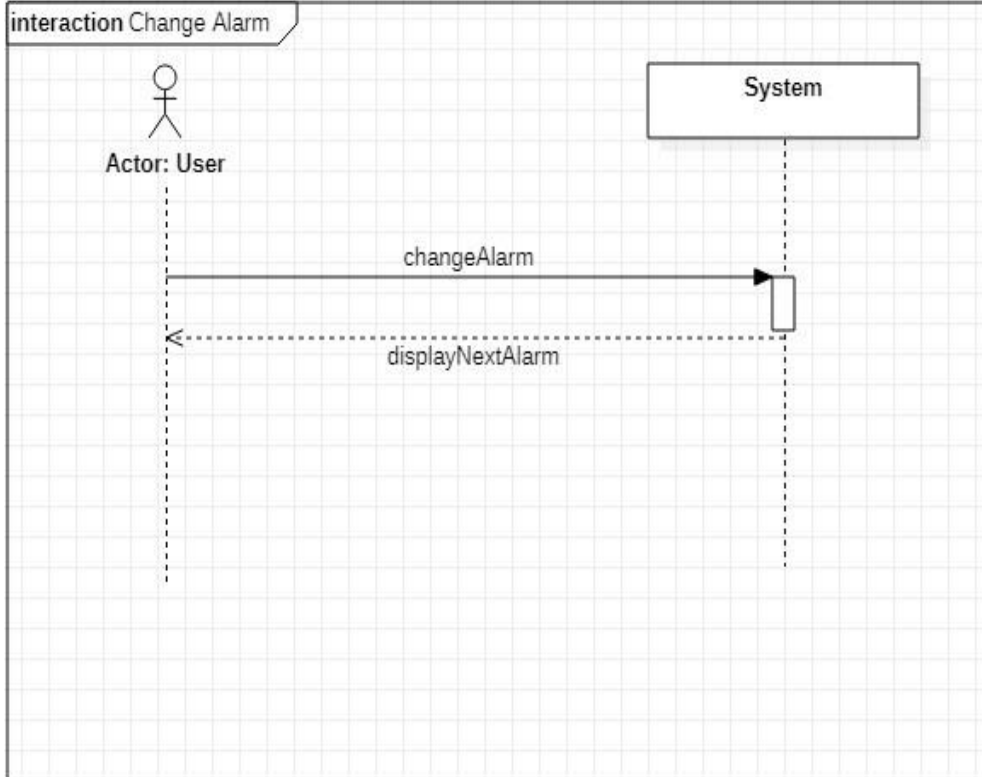 interaction Change Alarm
System
Actor: User
changeAlarm
displayNextAlarm